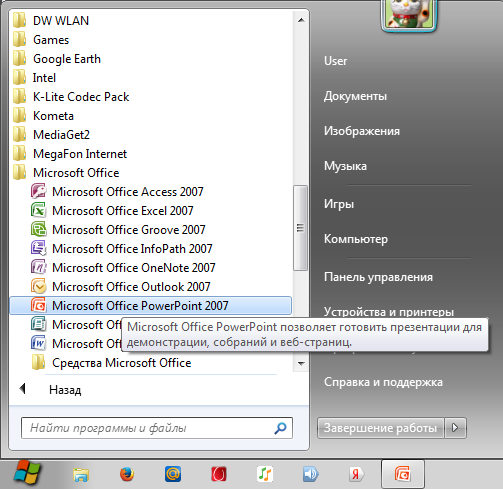 DW WLAN
Games
Google Earth
Intel
K-Lite Codec Pack
Kometa
MediaGet2
MegaFon Internet
Microsoft Office
Microsoft Office Access 2007
Microsoft Office Excel 2007
Microsoft Office Groove 2007
Microsoft Office InfoPath 2007
Microsoft Office OneNote 2007
Microsoft Office Outlook 2007
Microsoft Office PowerPoint 2007
Microsoft Of
Microsoft Of
Microsoft Office PowerPoint позволяет готовить презентации для
демонстрации, собраний и веб-страниц.
Средства Microsoft Office
Назад
Найти программы и файлы
User
Документы
Изображения
Музыка
Игры
Компьютер
Панель управления
Устройства и принтеры
Справка и поддержка
Завершение работы